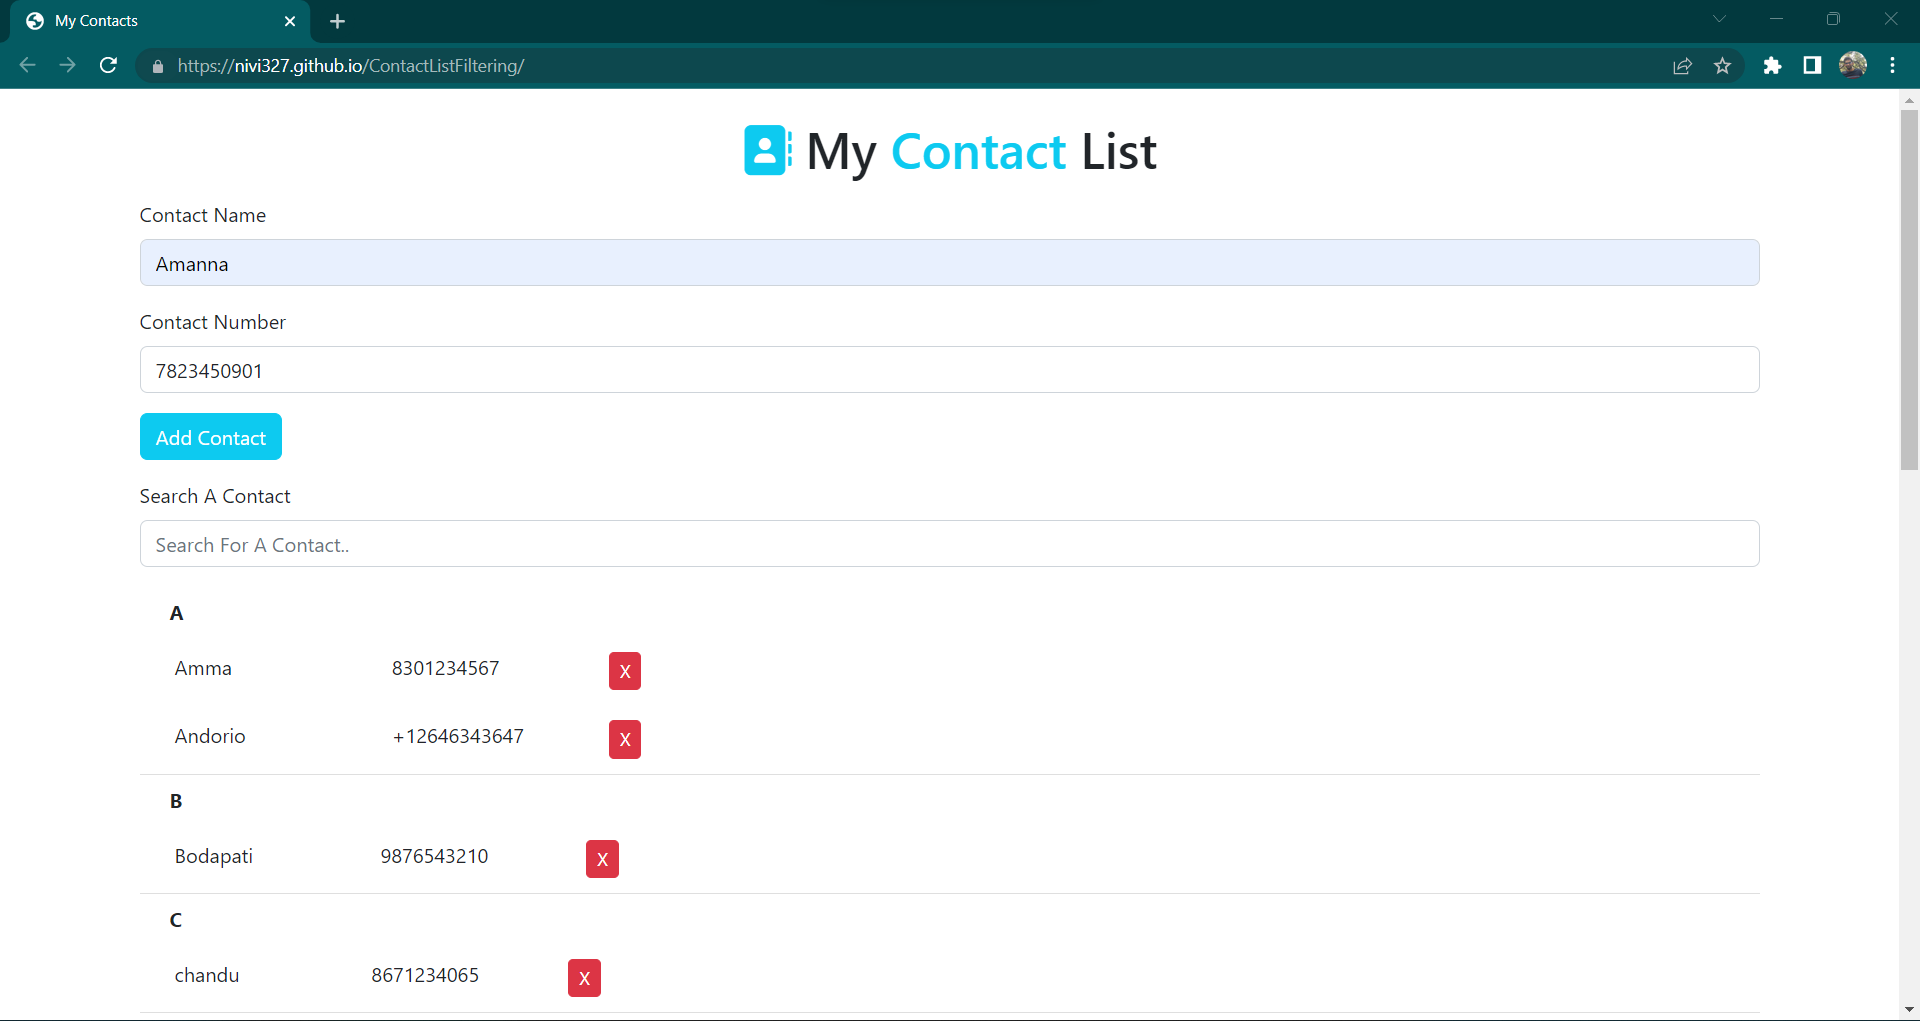 My Contacts
https://nivi327.github.io/ContactListFiltering/
My Contact List
Contact Name
Amanna
Contact Number
7823450901
Add Contact
Search A Contact
Search For A Contact..
A
Amma 8301234567 X
Andorio +12646343647 X
B
Bodapati 9876543210 X
C
chandu 8671234065 X